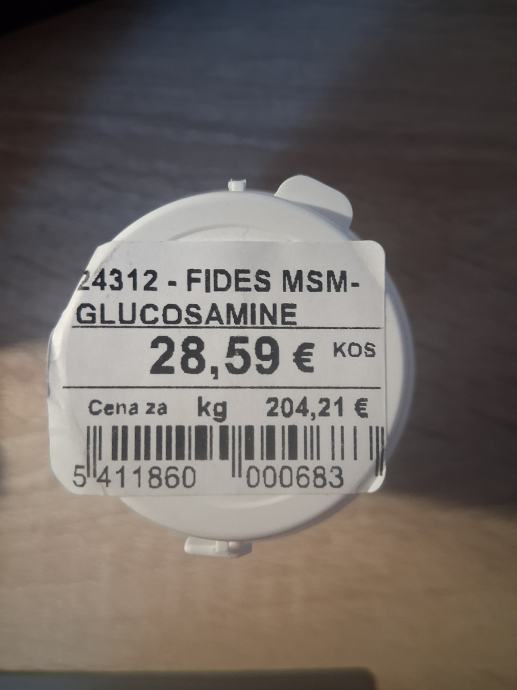 24312 - FIDES MSM-
GLUCOSAMINE
28,59 € KOS
Cena za kg 204,21 €
5 411860 000683